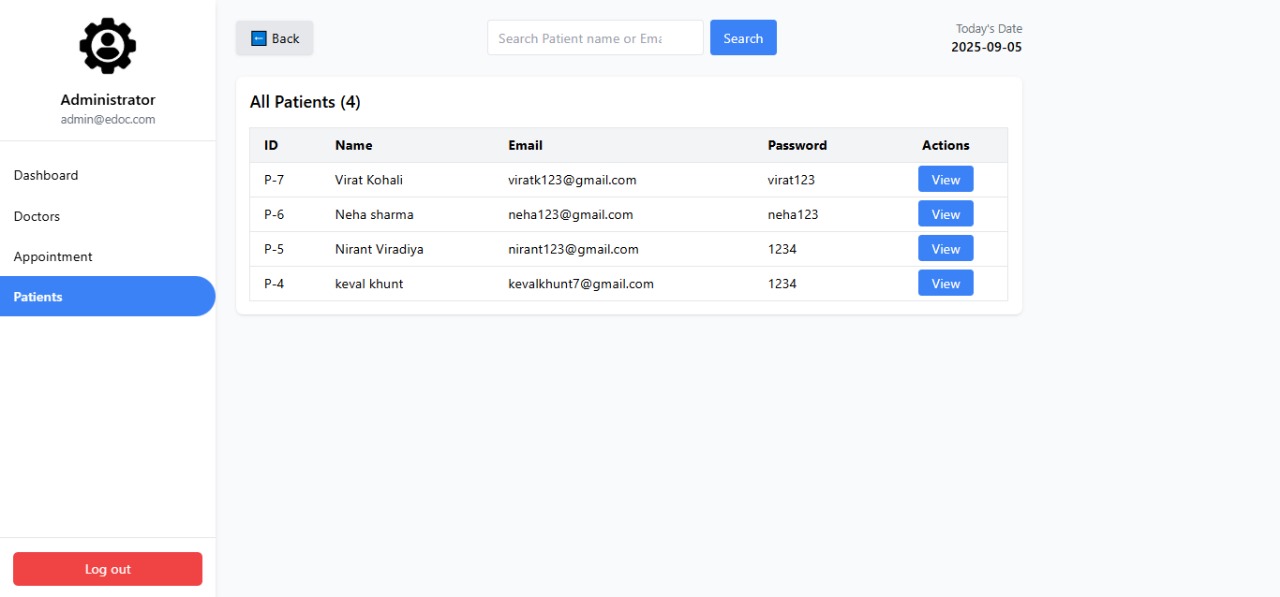 Administrator
admin@edoc.com
Dashboard
Doctors
Appointment
Patients
Log out
← Back
Search Patient name or Ema
Search
Today's Date
2025-09-05
All Patients (4)
ID Name Email Password Actions
P-7 Virat Kohali viratk123@gmail.com virat123 View
P-6 Neha sharma neha123@gmail.com neha123 View
P-5 Nirant Viradiya nirant123@gmail.com 1234 View
P-4 keval khunt kevalkhunt7@gmail.com 1234 View